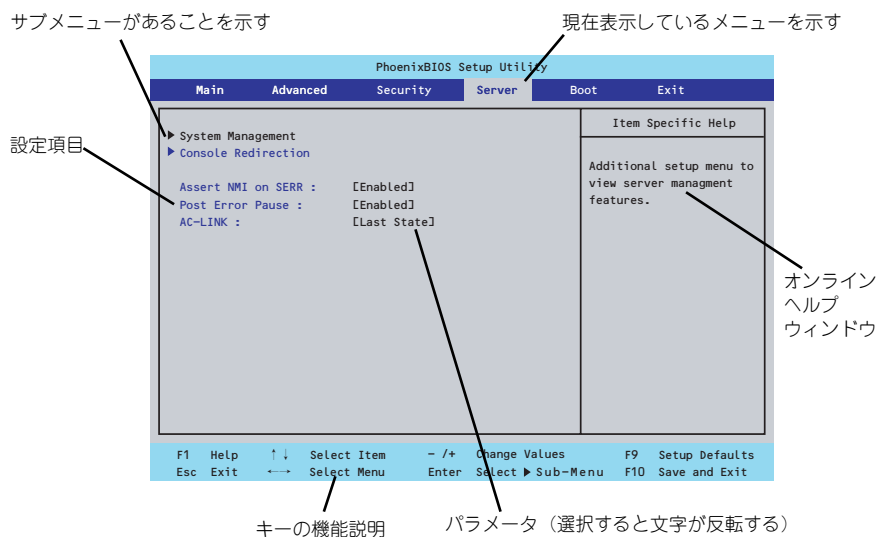 サブメニューがあることを示す
現在表示しているメニューを示す
PhoenixBIOS Setup Utility
Main Advanced Security Server Boot Exit
Item Specific Help
▶ System Management
▶ Console Redirection
設定項目
Additional setup menu to
view server managment
features.
Assert NMI on SERR : [Enabled]
Post Error Pause : [Enabled]
AC-LINK : [Last State]
オンライン
ヘルプ
ウィンドウ
F1 Help ↑↓ Select Item - /+ Change Values F9 Setup Defaults
Esc Exit ←→ Select Menu Enter Select ▶ Sub-Menu F10 Save and Exit
キーの機能説明
パラメータ（選択すると文字が反転する）